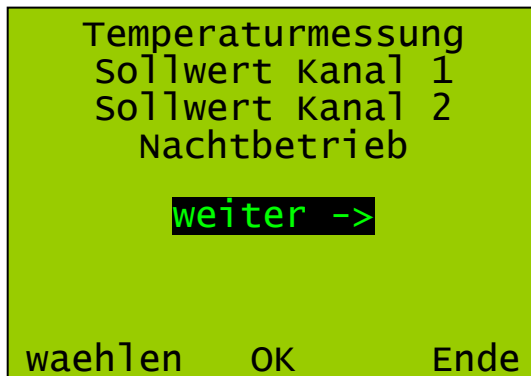 Temperaturmessung
Sollwert Kanal 1
Sollwert Kanal 2
Nachtbetrieb
weiter ->
waehlen OK Ende